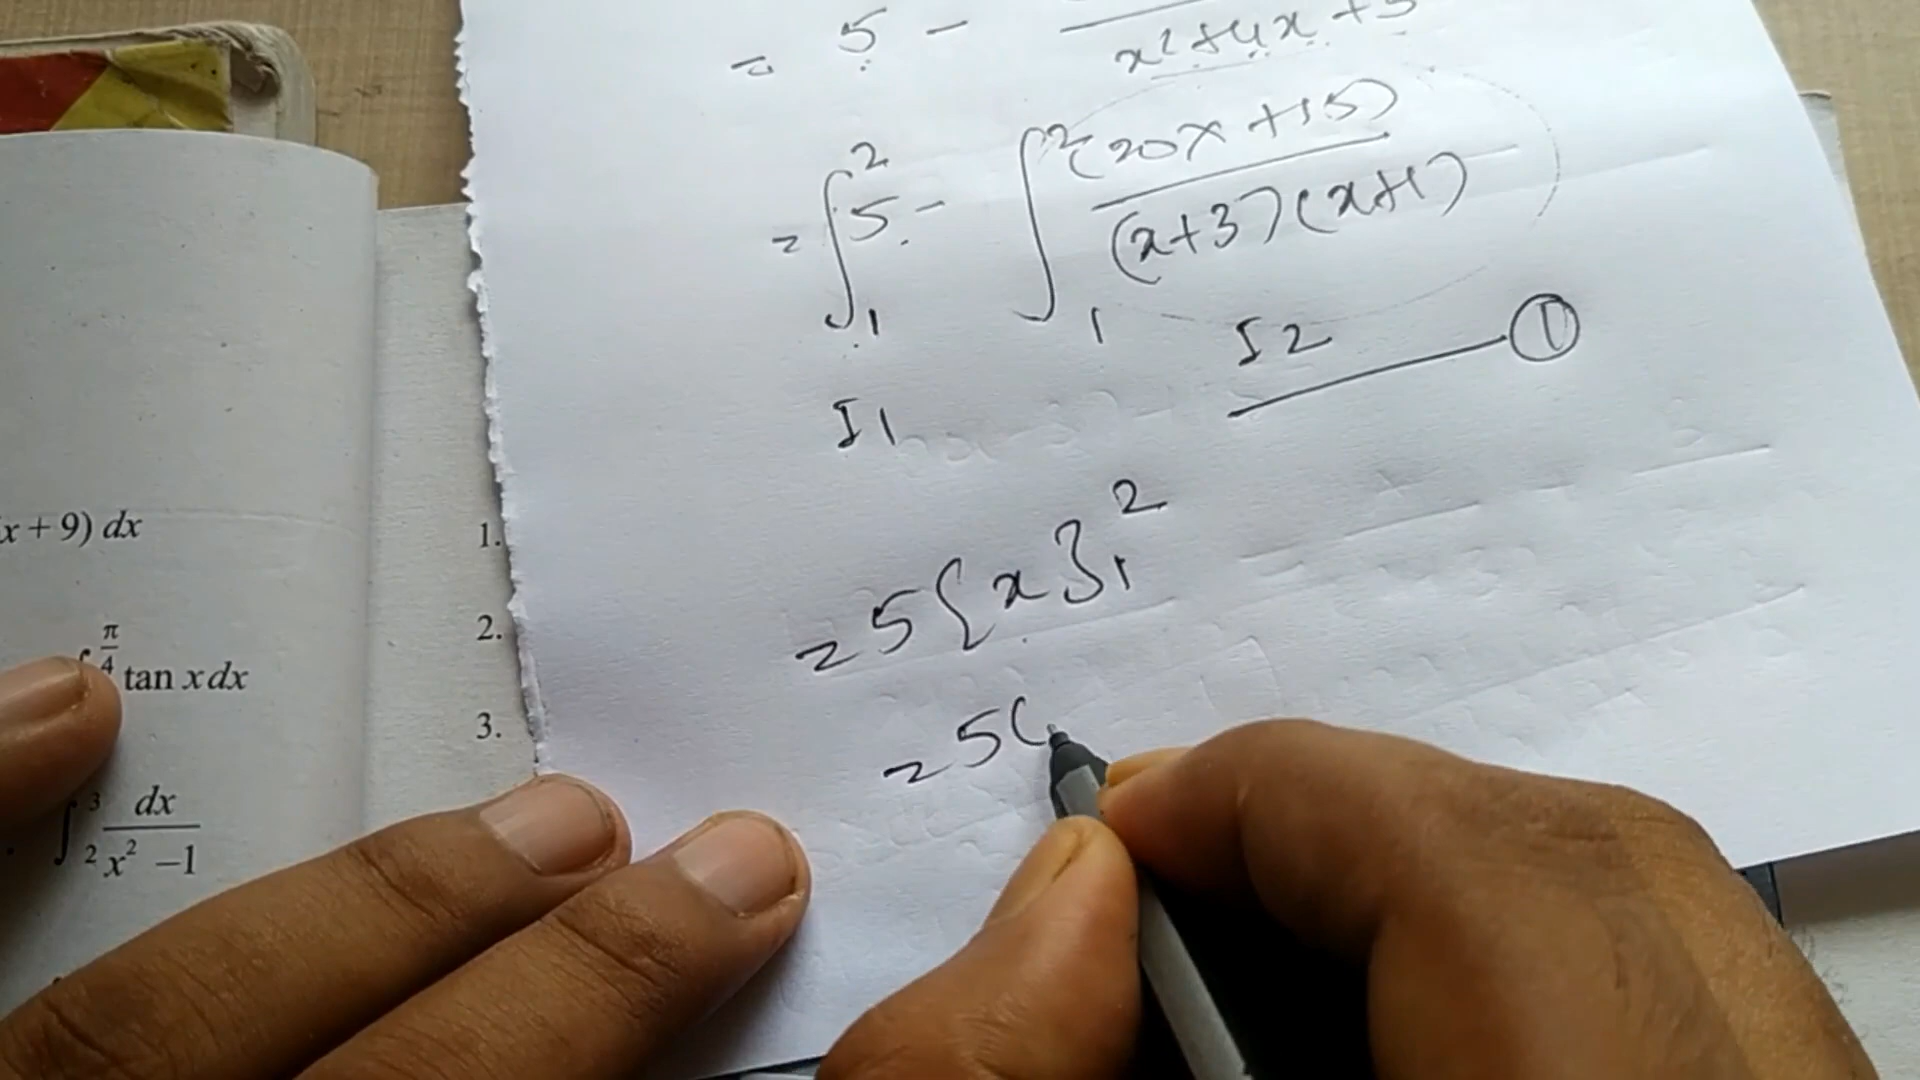 = 5 - x² + 4x + 3
= ∫₁² 5 - ∫₁² (20x + 15) / (x+3)(x+1)
I1 I2 ①
= 5{x}₁²
= 5(
x + 9) dx
π/4 tan x dx
∫₂³ dx / x² − 1
1.
2.
3.